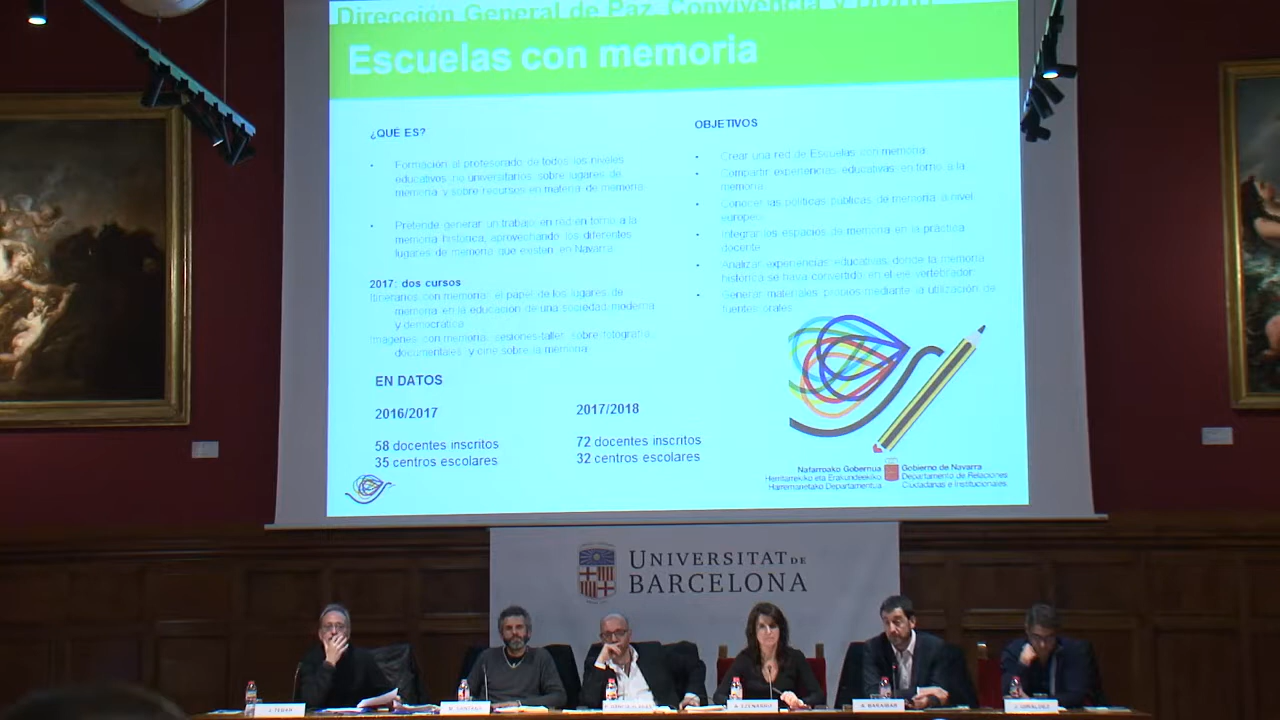 Dirección General de Paz, Convivencia y
Escuelas con memoria
¿QUÉ ES?
• Formación al profesorado de todos los niveles
educativos no universitarios sobre lugares de
memoria y sobre recursos en materia de memoria
• Pretende generar un trabajo en red en torno a la
memoria histórica, aprovechando los diferentes
lugares de memoria que existen en Navarra
2017: dos cursos
Itinerarios con memoria: el papel de los lugares de
memoria en la educación de una sociedad moderna
y democrática
Imágenes con memoria: sesiones-taller sobre fotografía,
documentales y cine sobre la memoria
EN DATOS
2016/2017
58 docentes inscritos
35 centros escolares
2017/2018
72 docentes inscritos
32 centros escolares
OBJETIVOS
• Crear una red de Escuelas con memoria
• Compartir experiencias educativas en torno a la
memoria
• Conocer las políticas públicas de memoria a nivel
europeo
• Integrar los espacios de memoria en la práctica
docente
• Analizar experiencias educativas donde la memoria
histórica se haya convertido en el eje vertebrador
• Generar materiales propios mediante la utilización de
fuentes orales
Nafarroako Gobernua
Herritarrekiko eta Erakundeekiko
Harremanetako Departamentua
Gobierno de Navarra
Departamento de Relaciones
Ciudadanas e Institucionales
UNIVERSITAT DE
BARCELONA